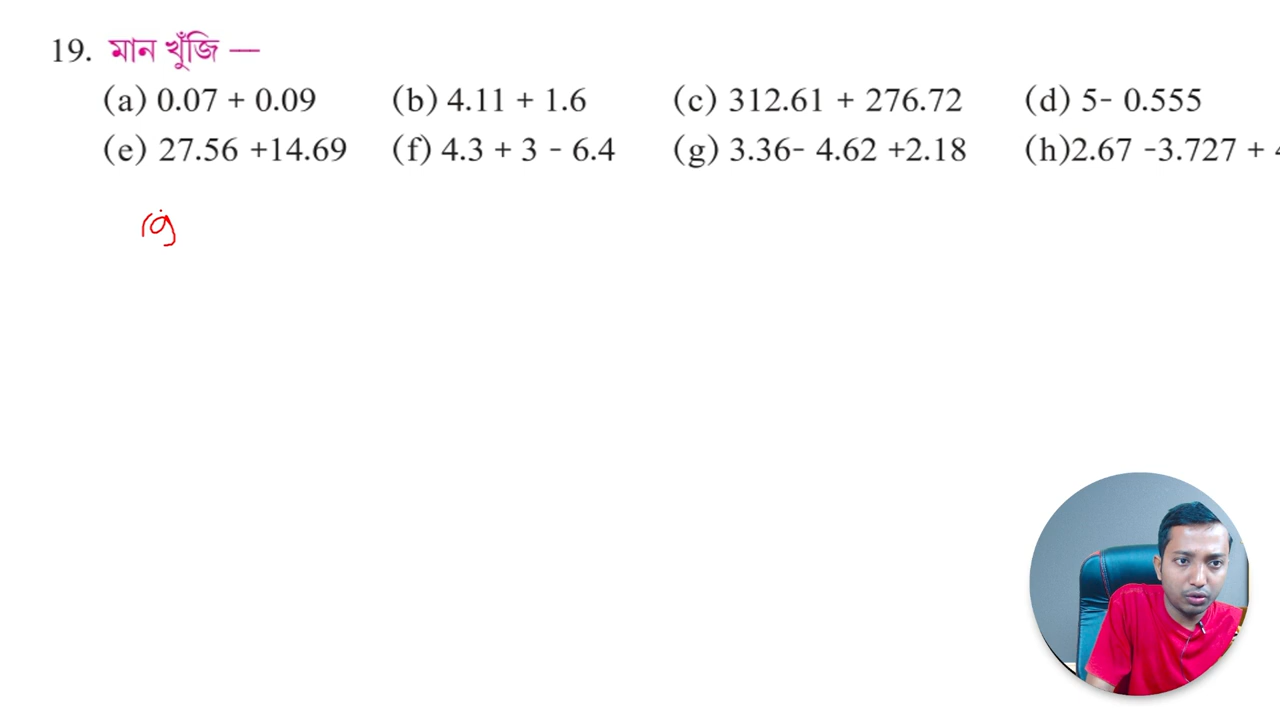 19. মান খুঁজি —
(a) 0.07 + 0.09 (b) 4.11 + 1.6 (c) 312.61 + 276.72 (d) 5- 0.555
(e) 27.56 +14.69 (f) 4.3 + 3 - 6.4 (g) 3.36- 4.62 +2.18 (h)2.67 -3.727 +
(g